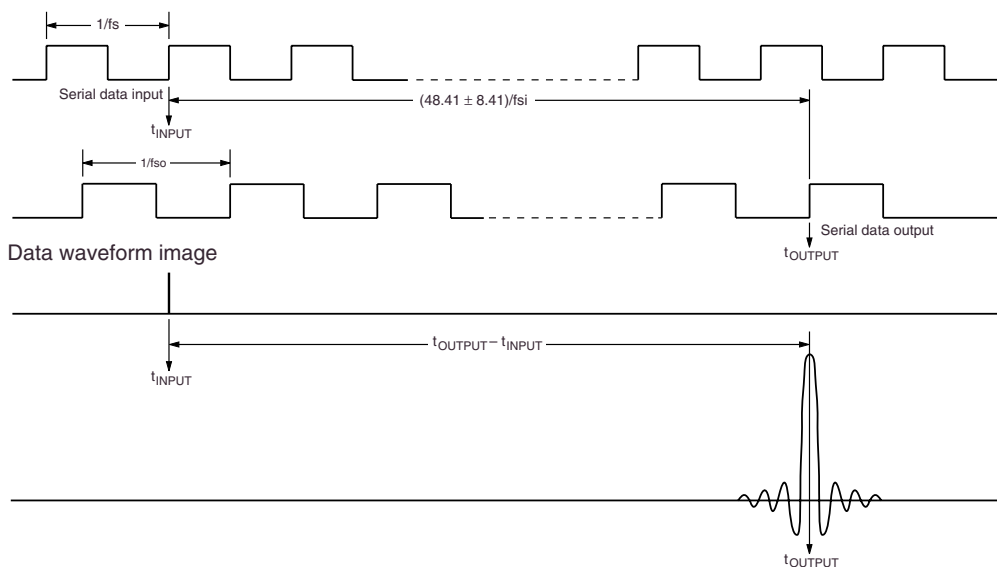 1/fs
Serial data input
(48.41 ± 8.41)/fsi
tINPUT
1/fso
Serial data output
tOUTPUT
Data waveform image
tOUTPUT – tINPUT
tINPUT
tOUTPUT